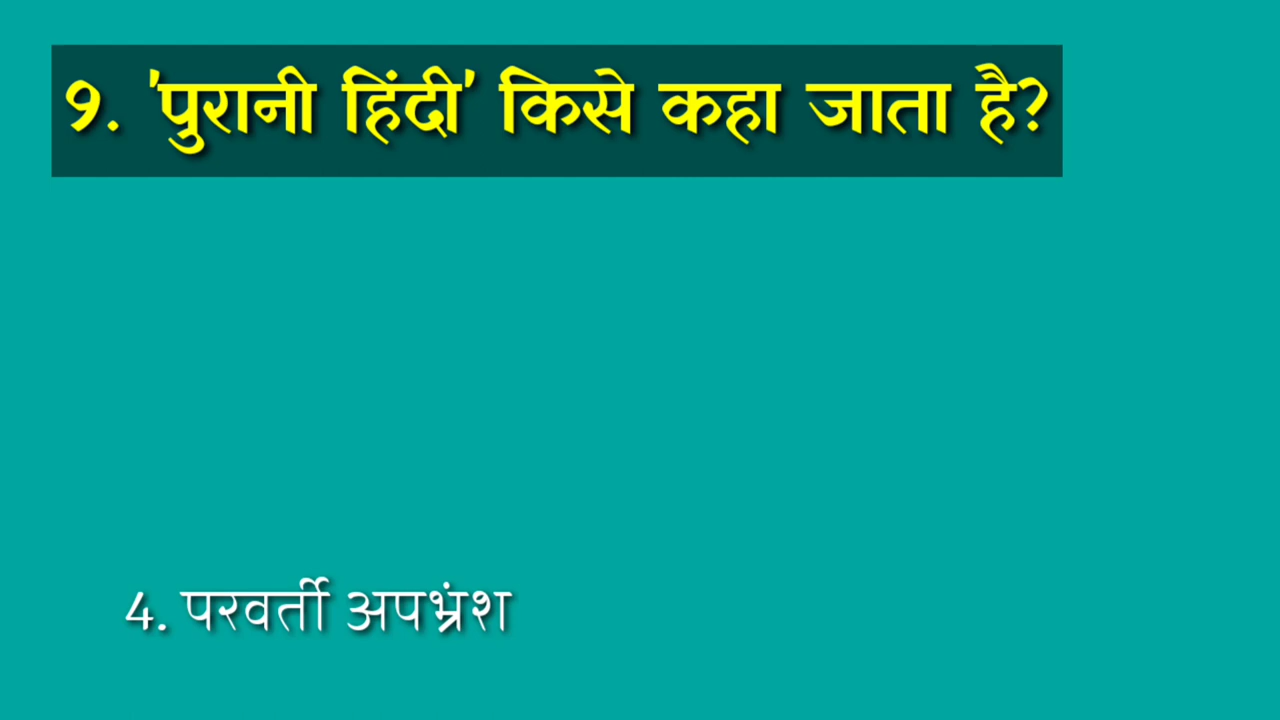 ९. 'पुरानी हिंदी' किसे कहा जाता है?
4. परवर्ती अपभ्रंश